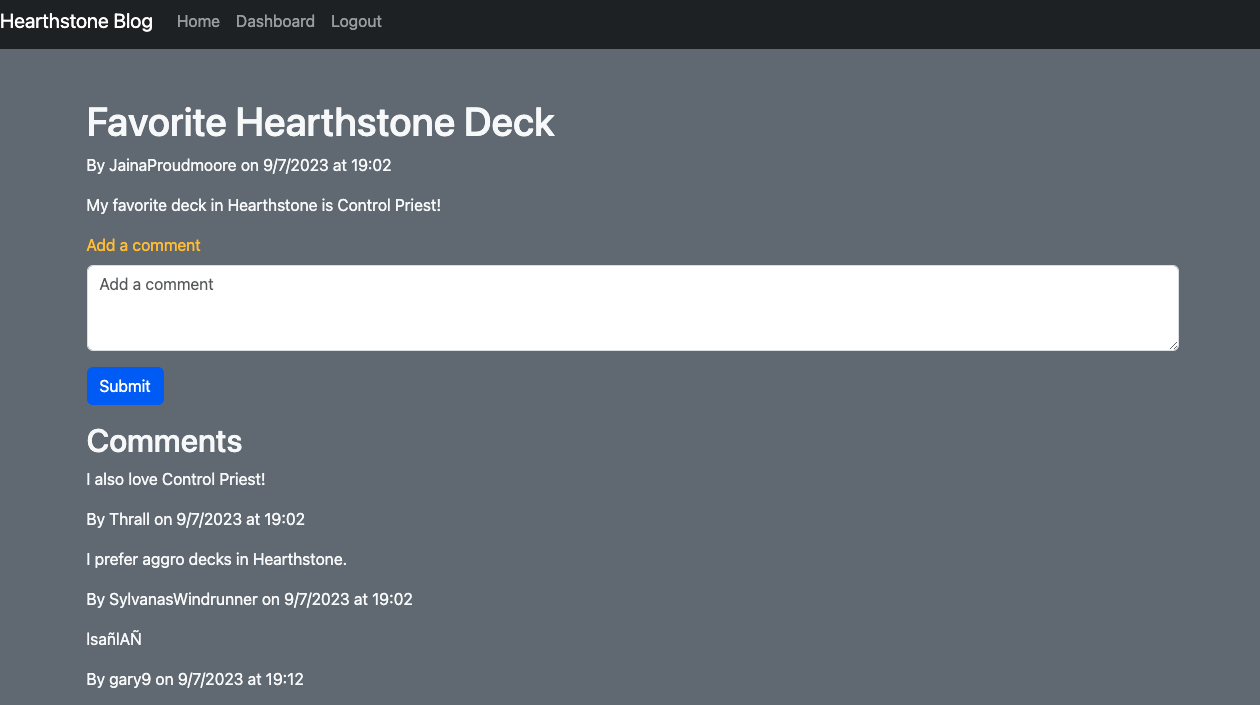 Hearthstone Blog Home Dashboard Logout
Favorite Hearthstone Deck
By JainaProudmoore on 9/7/2023 at 19:02
My favorite deck in Hearthstone is Control Priest!
Add a comment
Add a comment
Submit
Comments
I also love Control Priest!
By Thrall on 9/7/2023 at 19:02
I prefer aggro decks in Hearthstone.
By SylvanasWindrunner on 9/7/2023 at 19:02
lsañlAÑ
By gary9 on 9/7/2023 at 19:12